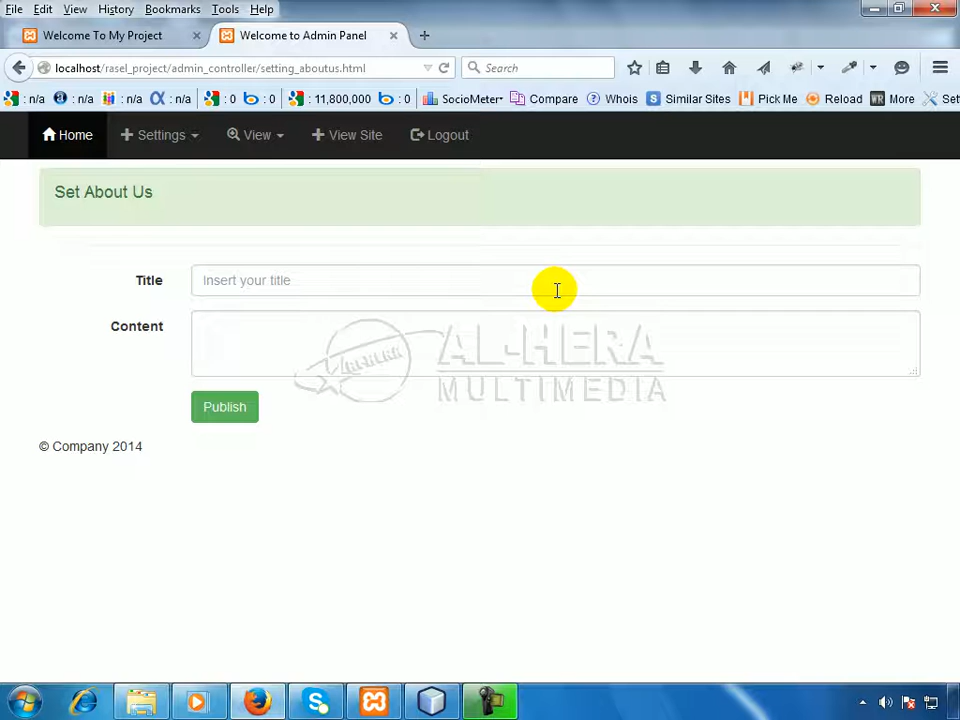 File Edit View History Bookmarks Tools Help
Welcome To My Project × Welcome to Admin Panel × +
localhost/rasel_project/admin_controller/setting_aboutus.html Search
: n/a : n/a : n/a : n/a : 0 : 0 : 11,800,000 : 0 SocioMeter Compare Whois Similar Sites Pick Me Reload More Set
Home Settings View View Site Logout
Set About Us
Title Insert your title
Content
AL-HERA
AL-HERA
MULTIMEDIA
Publish
© Company 2014